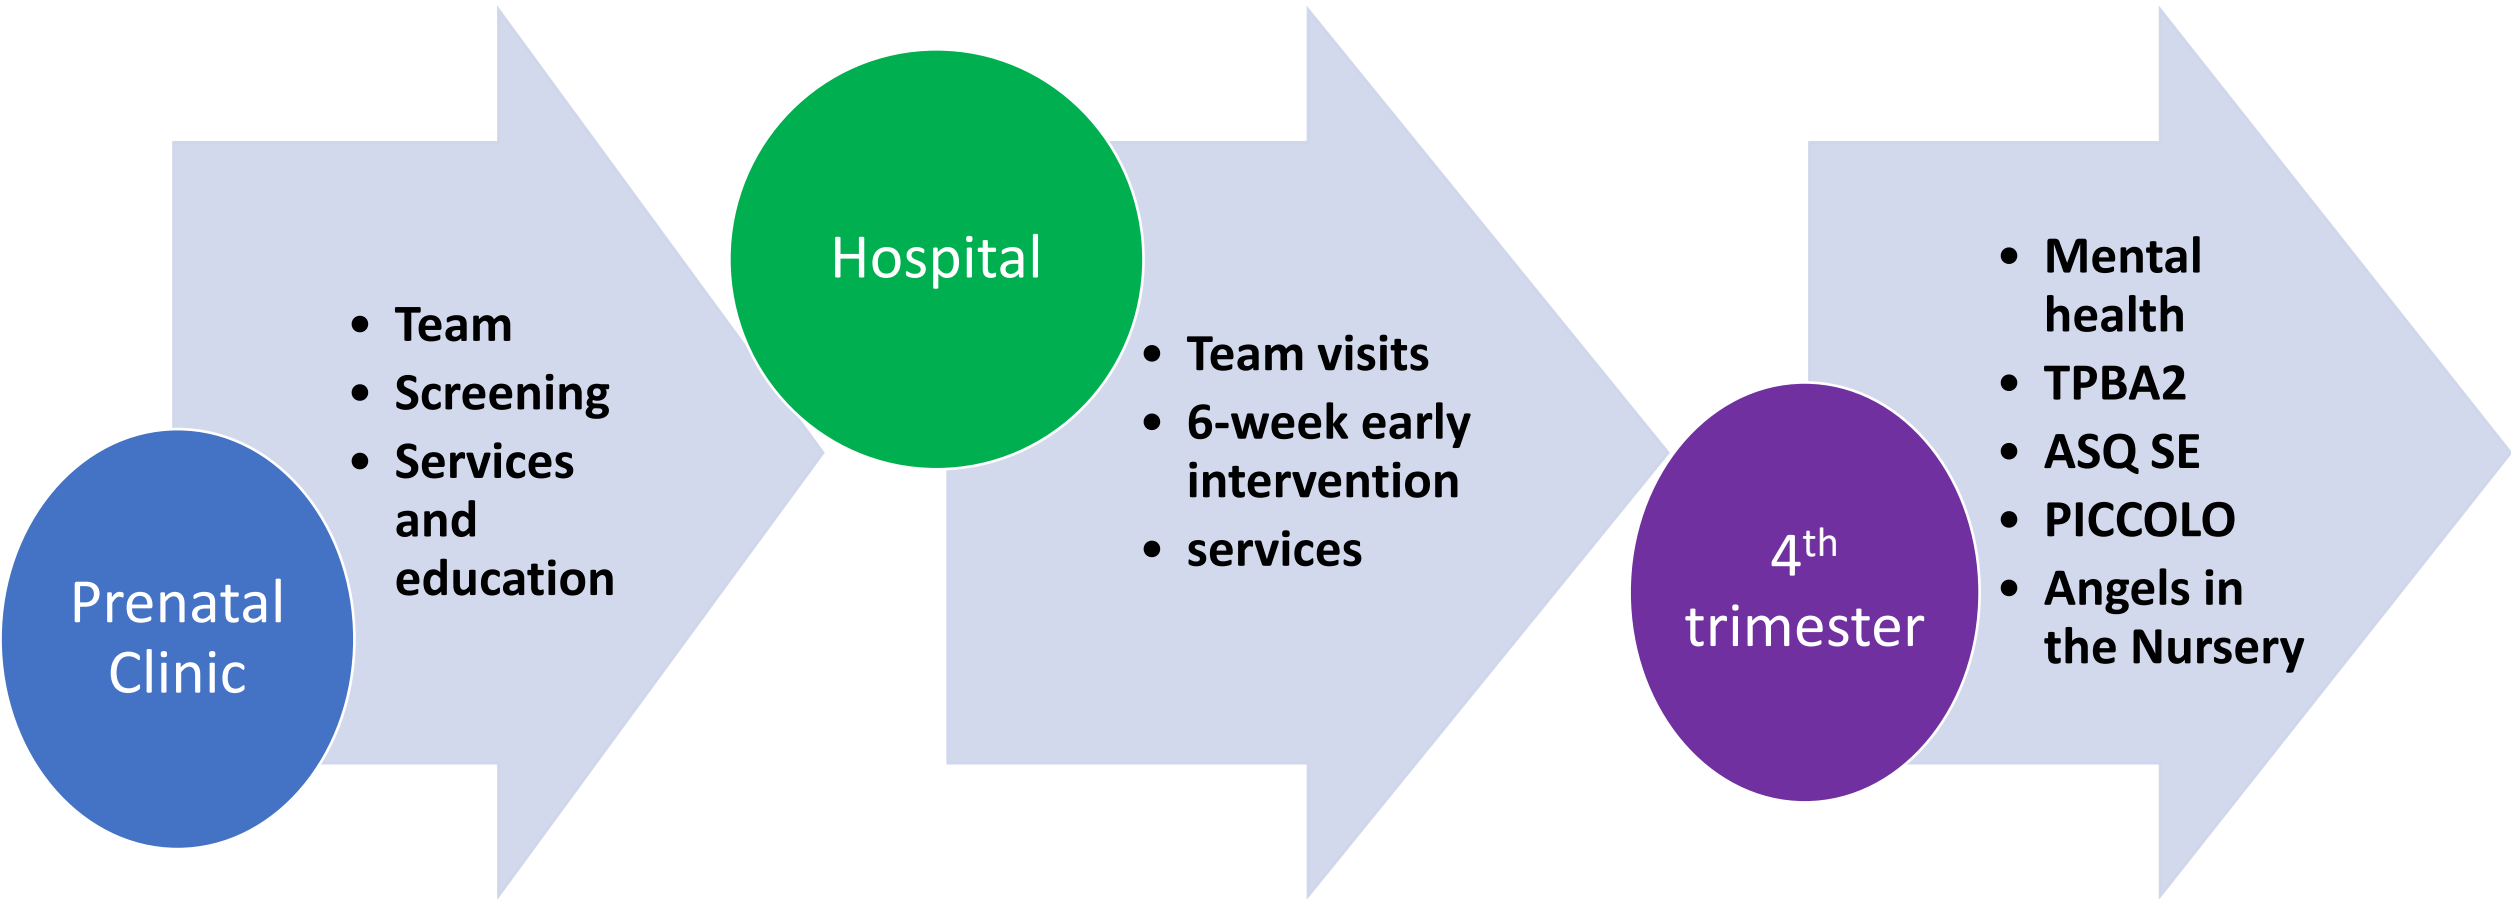 Prenatal
Clinic
• Team
• Screening
• Services
and
education
Hospital
• Team visits
• 6-week early
intervention
• services
4th
trimester
• Mental
health
• TPBA2
• ASQ SE
• PICCOLO
• Angels in
the Nursery